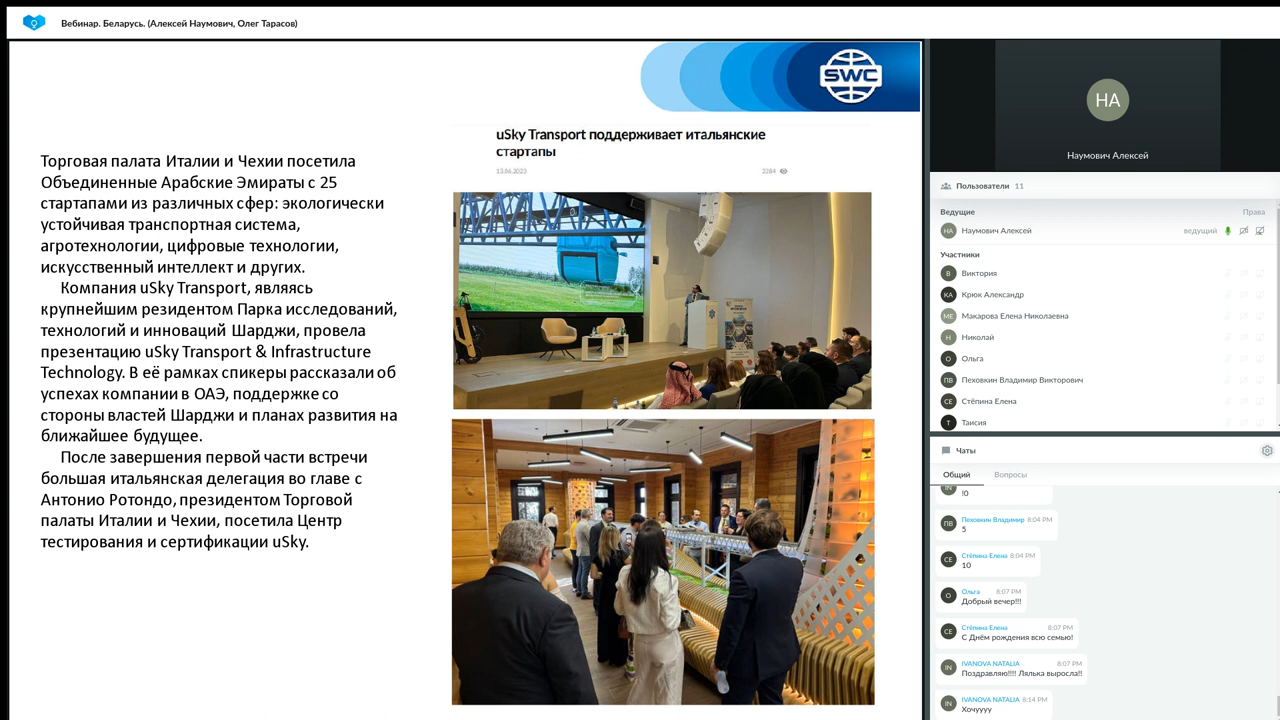 Вебинар. Беларусь. (Алексей Наумович, Олег Тарасов)
SWC
uSky Transport поддерживает итальянские
стартапы
13.06.2023
2384
Торговая палата Италии и Чехии посетила
Объединенные Арабские Эмираты с 25
стартапами из различных сфер: экологически
устойчивая транспортная система,
агротехнологии, цифровые технологии,
искусственный интеллект и других.
Компания uSky Transport, являясь
крупнейшим резидентом Парка исследований,
технологий и инноваций Шарджи, провела
презентацию uSky Transport & Infrastructure
Technology. В её рамках спикеры рассказали об
успехах компании в ОАЭ, поддержке со
стороны властей Шарджи и планах развития на
ближайшее будущее.
После завершения первой части встречи
большая итальянская делегация во главе с
Антонио Ротондо, президентом Торговой
палаты Италии и Чехии, посетила Центр
тестирования и сертификации uSky.
НА
Наумович Алексей
Пользователи 11
Ведущие Права
НА Наумович Алексей ведущий
Участники
В Виктория
КА Крюк Александр
МЕ Макарова Елена Николаевна
Н Николай
О Ольга
ПВ Пеховкин Владимир Викторович
СЕ Стёпина Елена
Т Таисия
Чаты
Общий Вопросы
IN
!0
ПВ Пеховкин Владимир 8:04 PM
5
СЕ Стёпина Елена 8:04 PM
10
О Ольга 8:07 PM
Добрый вечер!!!
СЕ Стёпина Елена 8:07 PM
С Днём рождения всю семью!
IN IVANOVA NATALIA 8:07 PM
Поздравляю!!!! Лялька выросла!!
IN IVANOVA NATALIA 8:14 PM
Хочуууу